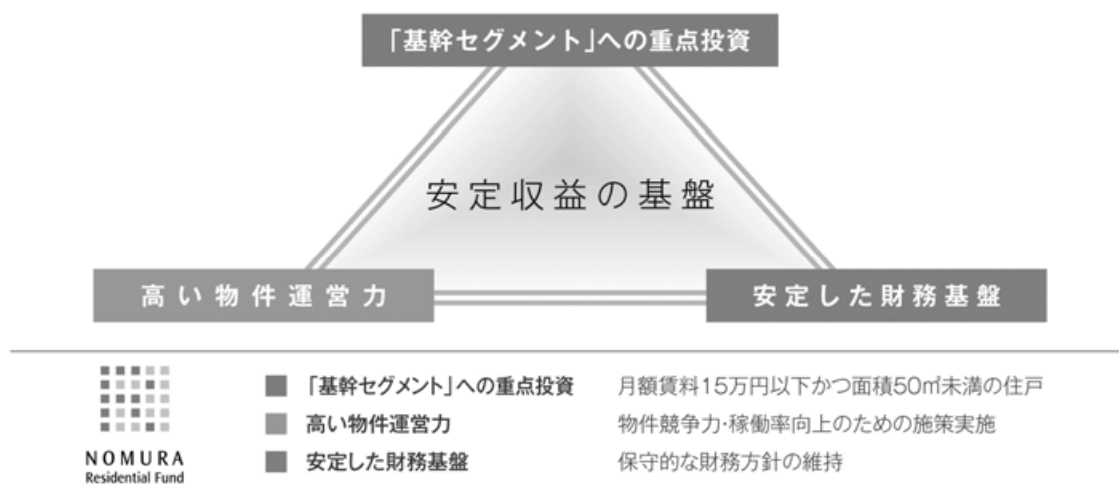 「基幹セグメント」への重点投資
安定収益の基盤
高い物件運営力
安定した財務基盤
「基幹セグメント」への重点投資 月額賃料15万円以下かつ面積50㎡未満の住戸
高い物件運営力 物件競争力・稼働率向上のための施策実施
安定した財務基盤 保守的な財務方針の維持
NOMURA
Residential Fund